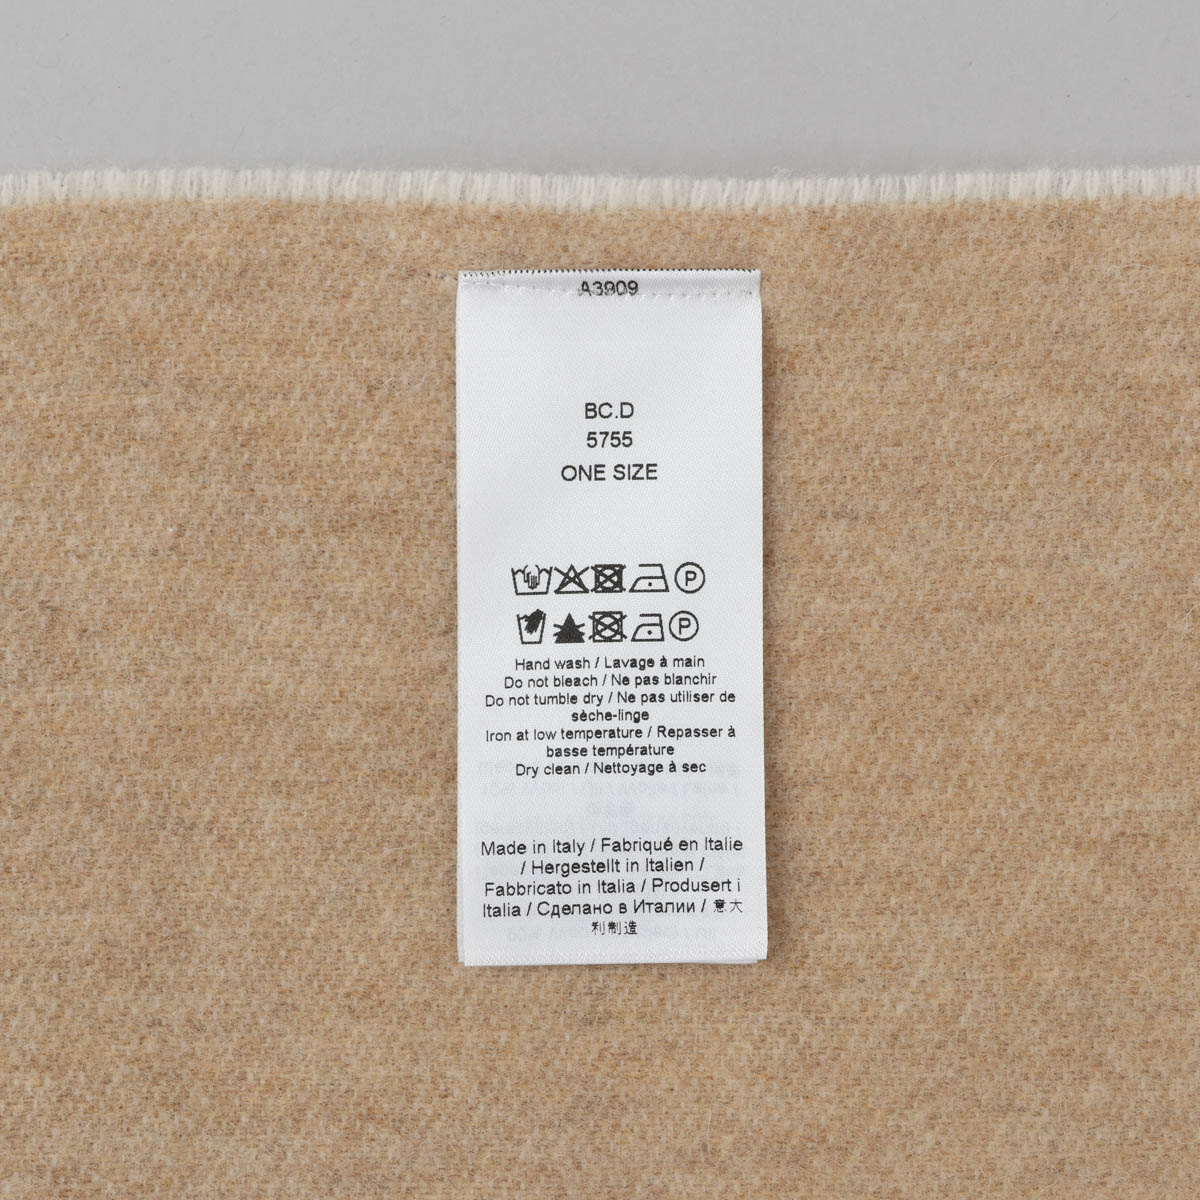 A3909
BC.D
5755
ONE SIZE
P
P
Hand wash / Lavage à main
Do not bleach / Ne pas blanchir
Do not tumble dry / Ne pas utiliser de
sèche-linge
Iron at low temperature / Repasser à
basse température
Dry clean / Nettoyage à sec
Made in Italy / Fabriqué en Italie
/ Hergestellt in Italien /
Fabbricato in Italia / Produsert i
Italia / Сделано в Италии / 意大
利制造